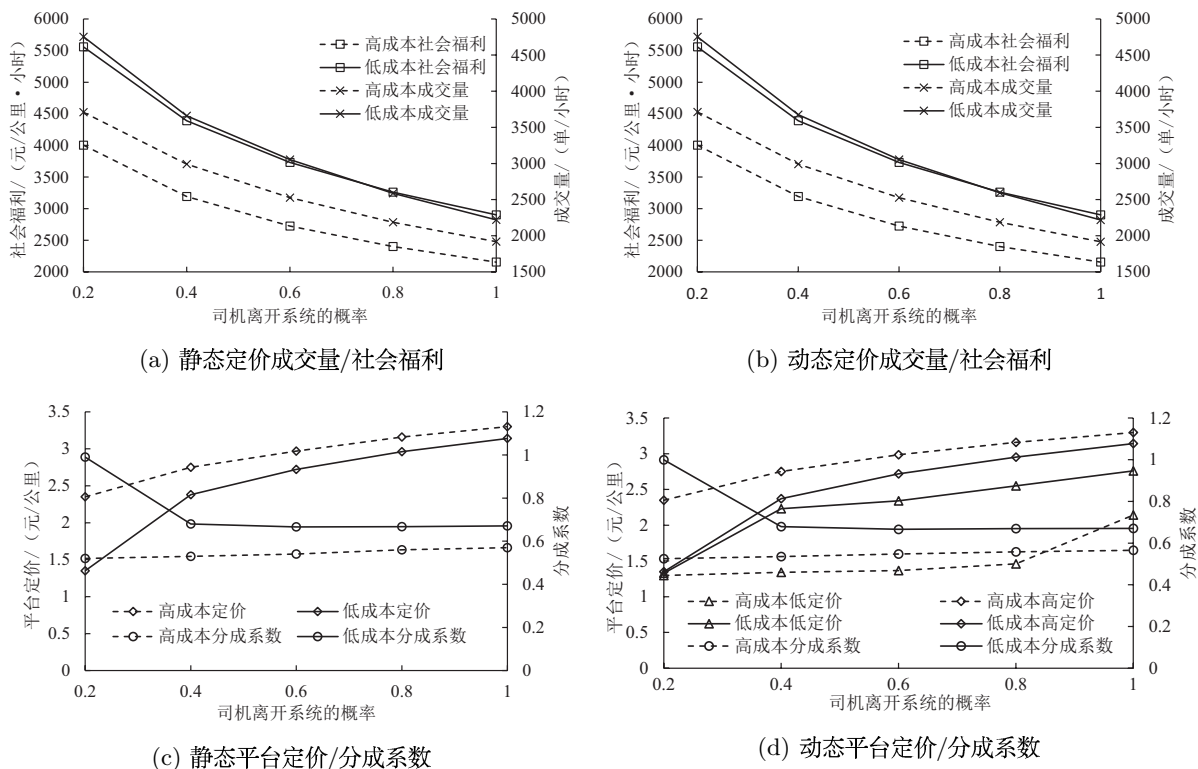 6000
5500
5000
4500
4000
3500
3000
2500
2000
社会福利/（元/公里•小时）
5000
4500
4000
3500
3000
2500
2000
1500
成交量/（单/小时）
高成本社会福利
低成本社会福利
高成本成交量
低成本成交量
0.2 0.4 0.6 0.8 1
司机离开系统的概率
(a) 静态定价成交量/社会福利
6000
5500
5000
4500
4000
3500
3000
2500
2000
社会福利/（元/公里•小时）
5000
4500
4000
3500
3000
2500
2000
1500
成交量/（单/小时）
高成本社会福利
低成本社会福利
高成本成交量
低成本成交量
0.2 0.4 0.6 0.8 1
司机离开系统的概率
(b) 动态定价成交量/社会福利
3.5
3
2.5
2
1.5
1
0.5
0
平台定价/（元/公里）
1.2
1
0.8
0.6
0.4
0.2
0
分成系数
高成本定价 低成本定价
高成本分成系数 低成本分成系数
0.2 0.4 0.6 0.8 1
司机离开系统的概率
(c) 静态平台定价/分成系数
3.5
3
2.5
2
1.5
1
0.5
0
平台定价/（元/公里）
1.2
1
0.8
0.6
0.4
0.2
0
分成系数
高成本低定价 高成本高定价
低成本低定价 低成本高定价
高成本分成系数 低成本分成系数
0.2 0.4 0.6 0.8 1
司机离开系统的概率
(d) 动态平台定价/分成系数